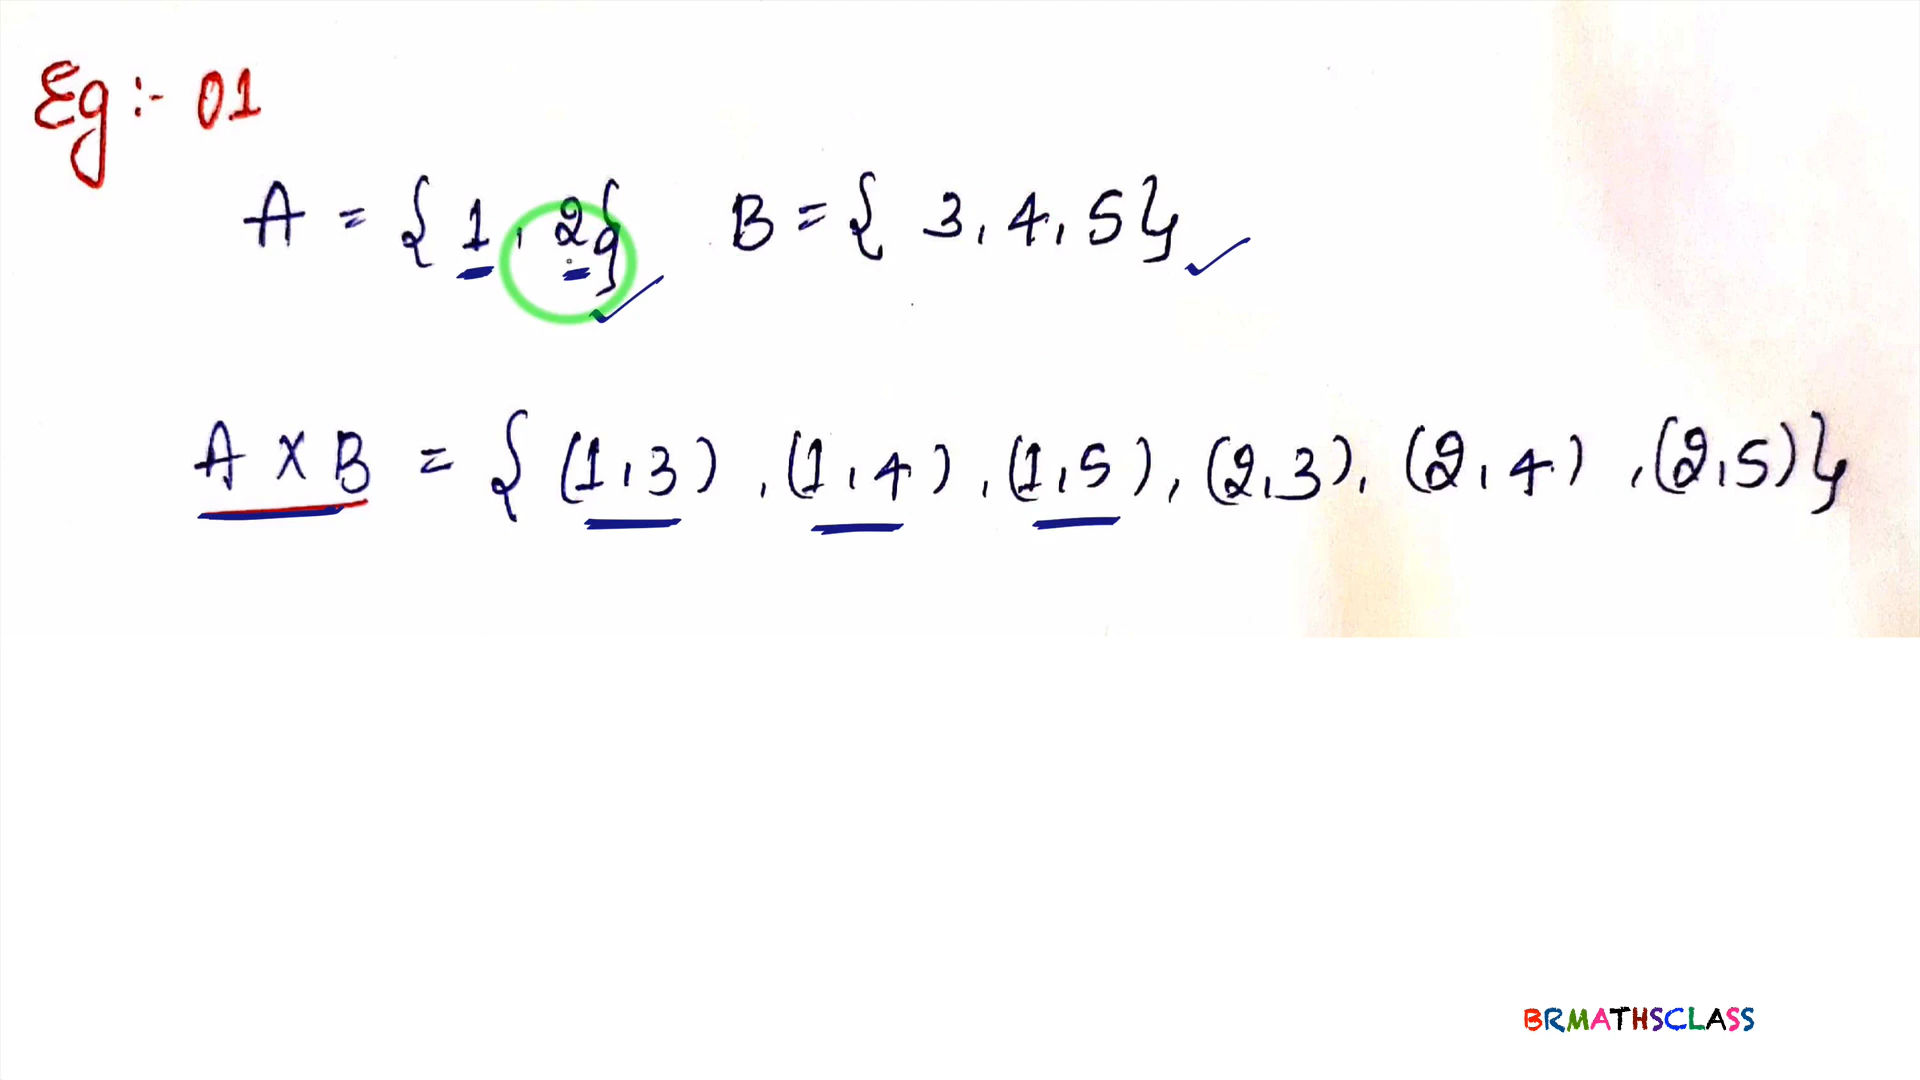 Eg:- 01
A = {1, 2} B = {3, 4, 5}
A X B = {(1,3), (1,4), (1,5), (2,3), (2,4), (2,5)}
BRMATHSCLASS